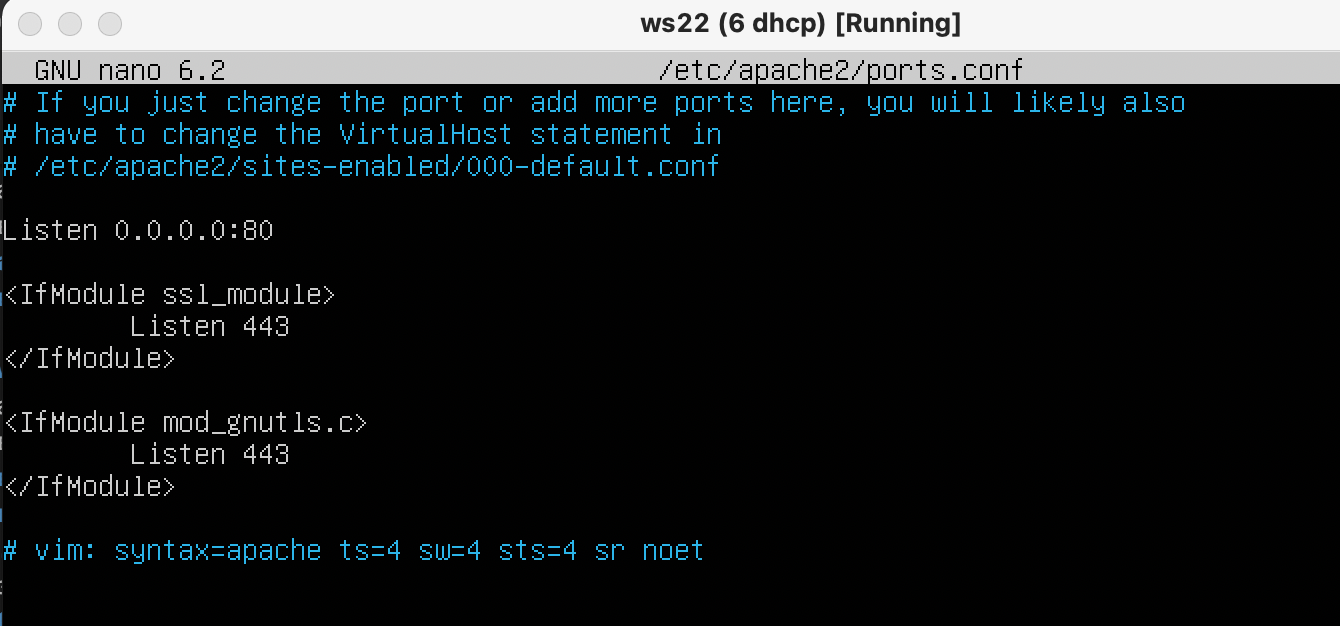 ws22 (6 dhcp) [Running]
GNU nano 6.2 /etc/apache2/ports.conf
# If you just change the port or add more ports here, you will likely also
# have to change the VirtualHost statement in
# /etc/apache2/sites-enabled/000-default.conf
Listen 0.0.0.0:80
<IfModule ssl_module>
Listen 443
</IfModule>
<IfModule mod_gnutls.c>
Listen 443
</IfModule>
# vim: syntax=apache ts=4 sw=4 sts=4 sr noet